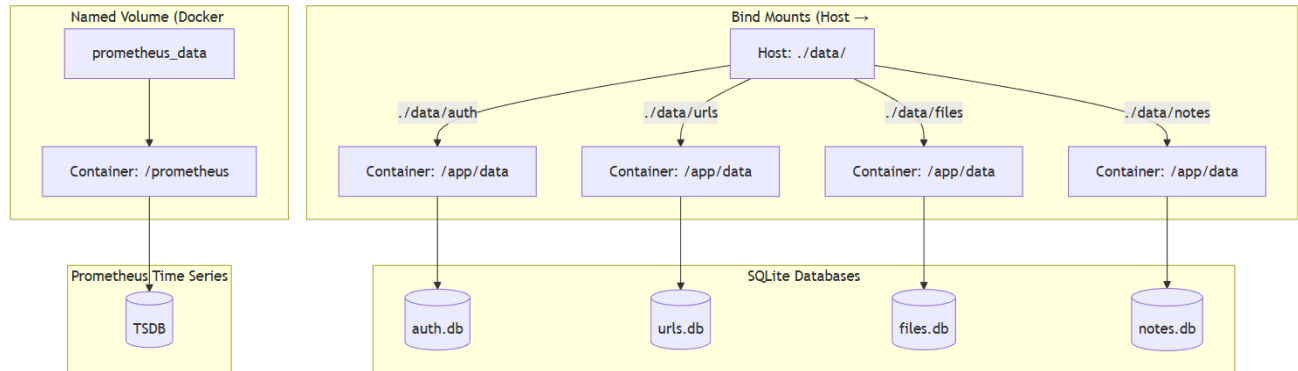 Named Volume (Docker
prometheus_data
Container: /prometheus
Prometheus Time Series
TSDB
Bind Mounts (Host →
Host: ./data/
./data/auth
./data/urls
./data/files
./data/notes
Container: /app/data
Container: /app/data
Container: /app/data
Container: /app/data
SQLite Databases
auth.db
urls.db
files.db
notes.db